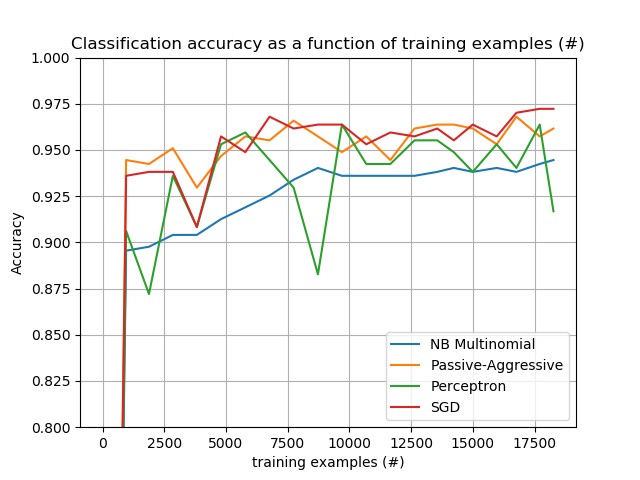 Classification accuracy as a function of training examples (#)
1.000
0.975
0.950
0.925
0.900
0.875
0.850
0.825
0.800
Accuracy
NB Multinomial
Passive-Aggressive
Perceptron
SGD
0 2500 5000 7500 10000 12500 15000 17500
training examples (#)